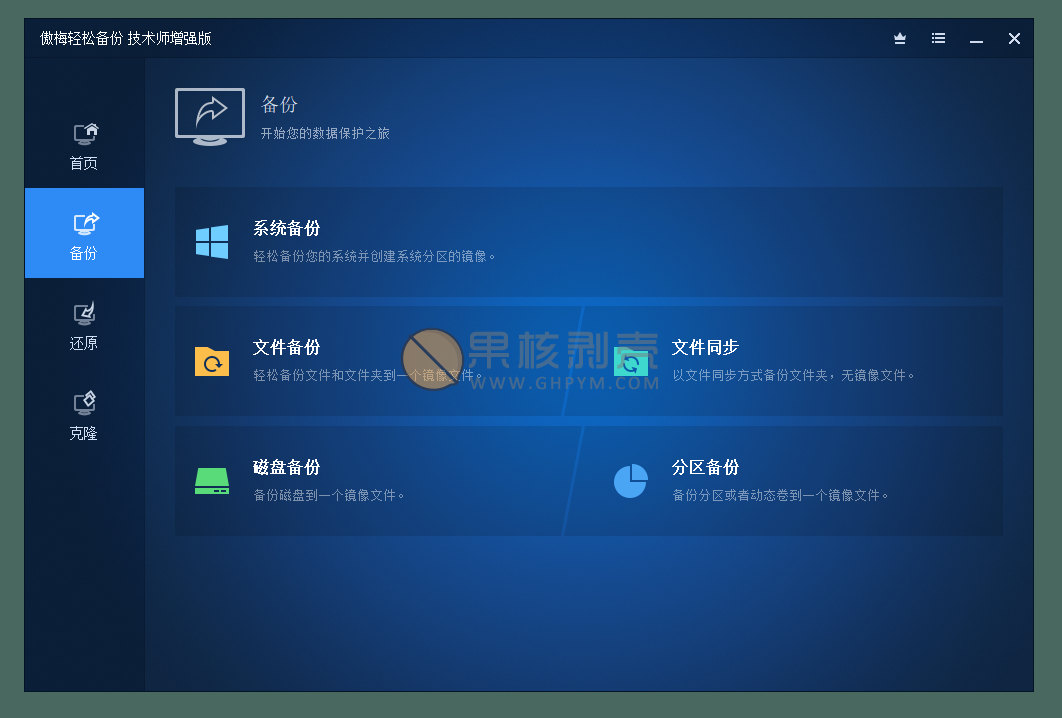 傲梅轻松备份 技术师增强版
首页
备份
还原
克隆
备份
开始您的数据保护之旅
系统备份
轻松备份您的系统并创建系统分区的镜像。
文件备份
轻松备份文件和文件夹到一个镜像文件。
文件同步
以文件同步方式备份文件夹，无镜像文件。
果核剥壳
WWW.GHPYM.COM
磁盘备份
备份磁盘到一个镜像文件。
分区备份
备份分区或者动态卷到一个镜像文件。